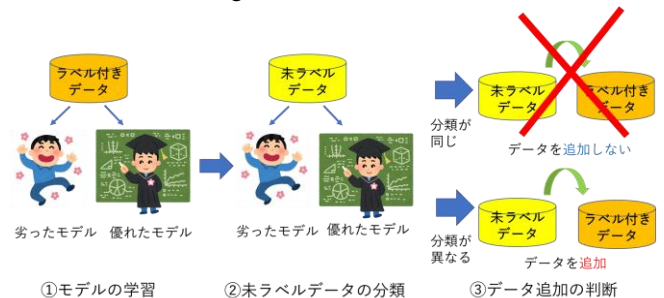 ラベル付き
データ
劣ったモデル 優れたモデル
①モデルの学習
未ラベル
データ
劣ったモデル 優れたモデル
②未ラベルデータの分類
分類が
同じ
未ラベル
データ
ラベル付き
データ
データを追加しない
分類が
異なる
未ラベル
データ
ラベル付き
データ
データを追加
③データ追加の判断